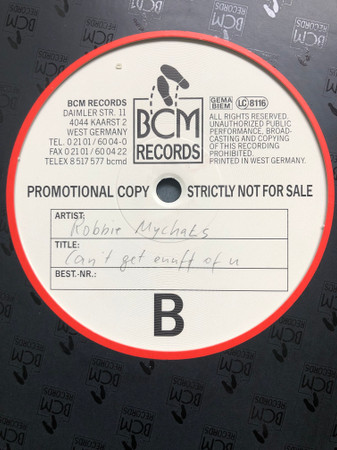 BCM RECORDS
DAIMLER STR. 11
4044 KAARST 2
WEST GERMANY
TEL. 0 21 01 / 60 04-0
FAX 0 21 01 / 60 04 22
TELEX 8 517 577 bcmd
BCM
RECORDS
GEMA
BIEM
LC 8116
ALL RIGHTS RESERVED.
UNAUTHORIZED PUBLIC
PERFORMANCE, BROAD-
CASTING AND COPYING
OF THIS RECORDING
PROHIBITED.
PRINTED IN WEST GERMANY.
PROMOTIONAL COPY STRICTLY NOT FOR SALE
ARTIST:
Robbie Mychals
TITLE:
Can't get enuff of u
BEST.-NR.:
B
BCM
RECORDS